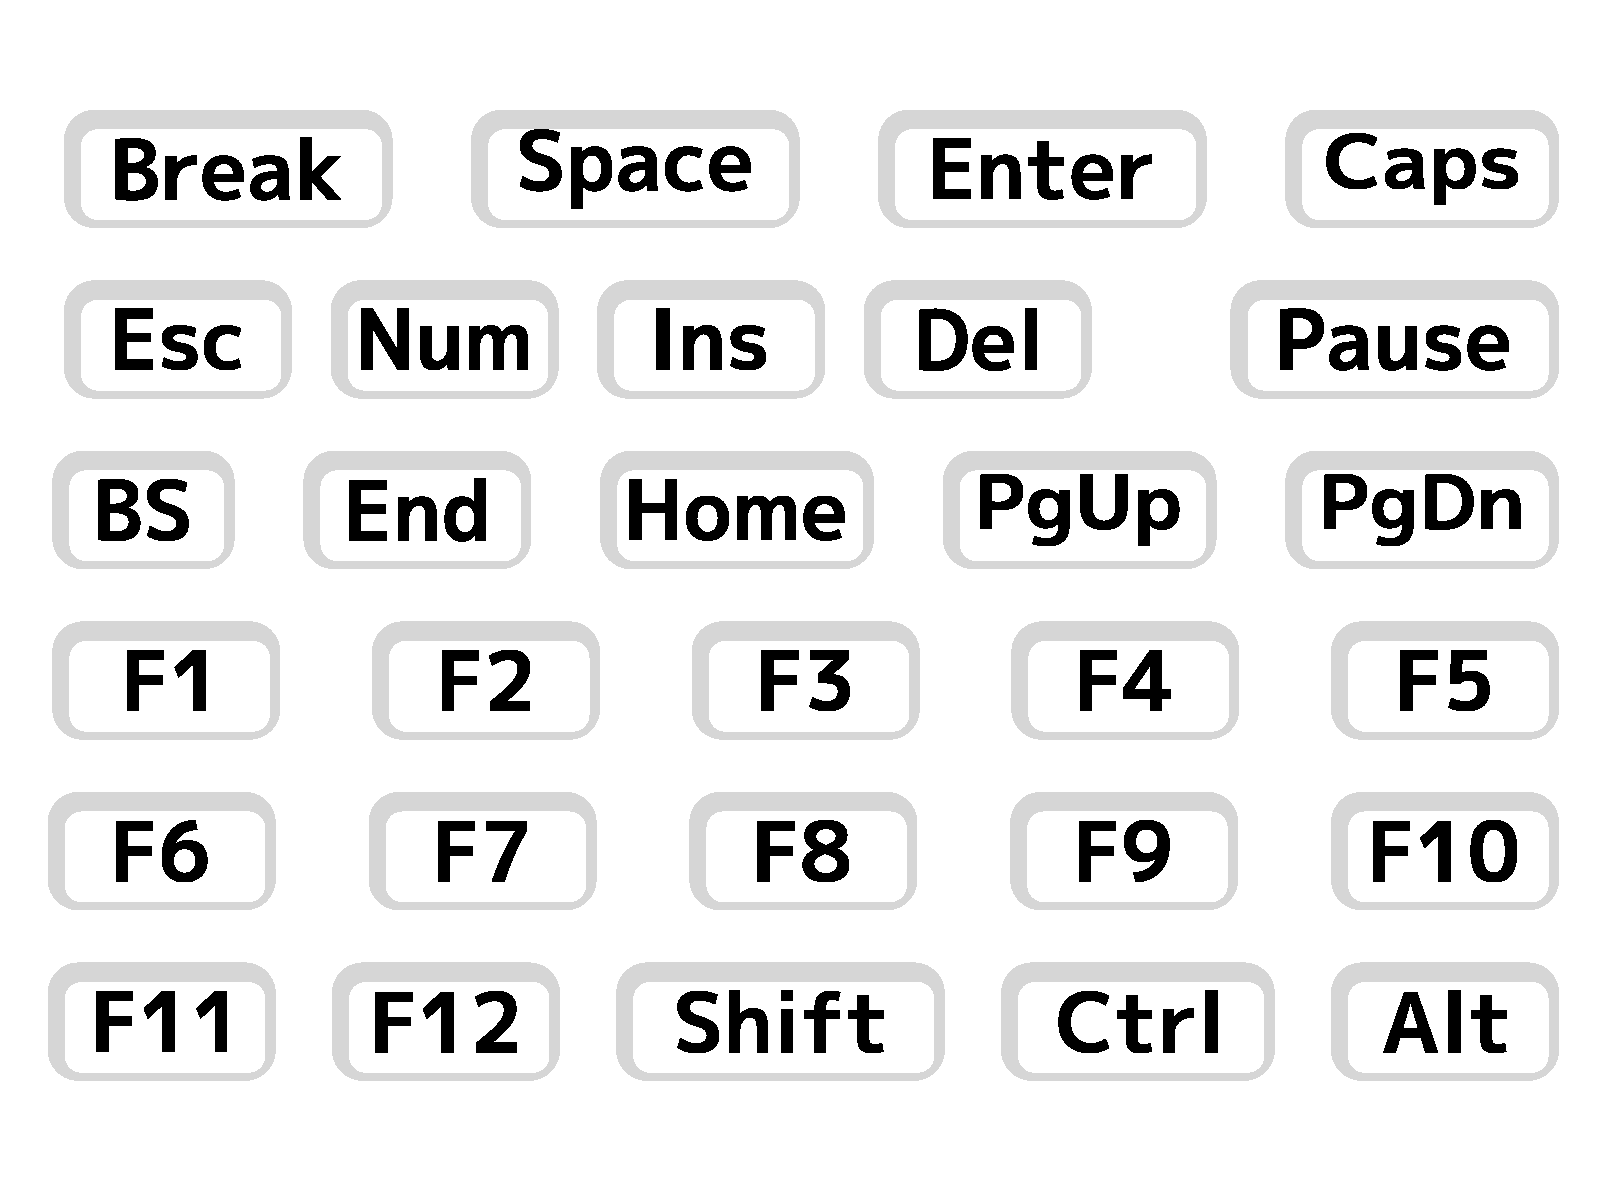 Break Space Enter Caps
Esc Num Ins Del Pause
BS End Home PgUp PgDn
F1 F2 F3 F4 F5
F6 F7 F8 F9 F10
F11 F12 Shift Ctrl Alt